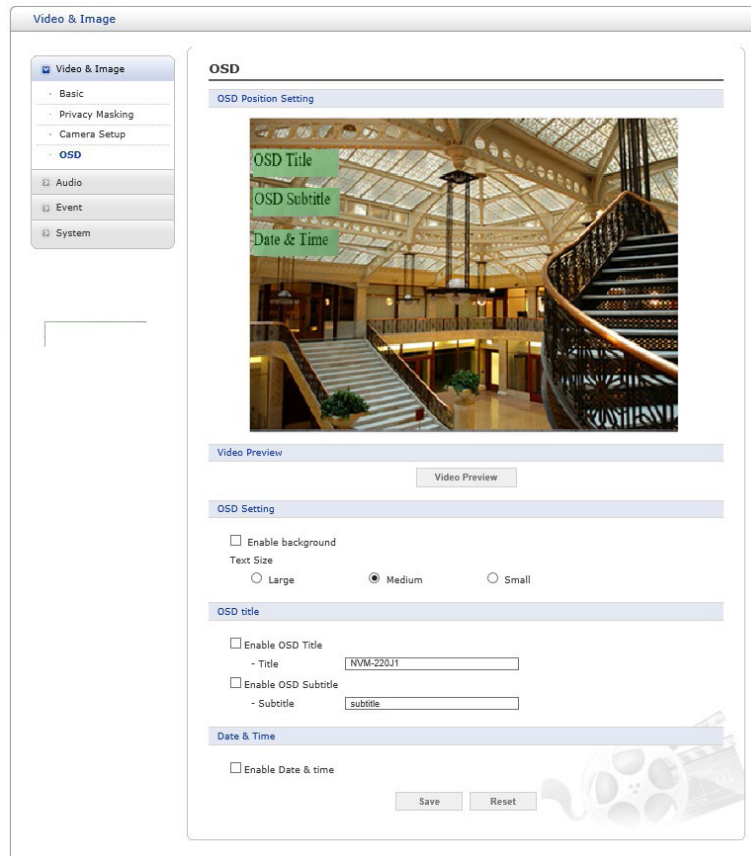 Video & Image
Video & Image
Basic
Privacy Masking
Camera Setup
OSD
Audio
Event
System
OSD
OSD Position Setting
OSD Title
OSD Subtitle
Date & Time
Video Preview
Video Preview
OSD Setting
Enable background
Text Size
Large Medium Small
OSD title
Enable OSD Title
- Title NVM-220J1
Enable OSD Subtitle
- Subtitle subtitle
Date & Time
Enable Date & time
Save Reset